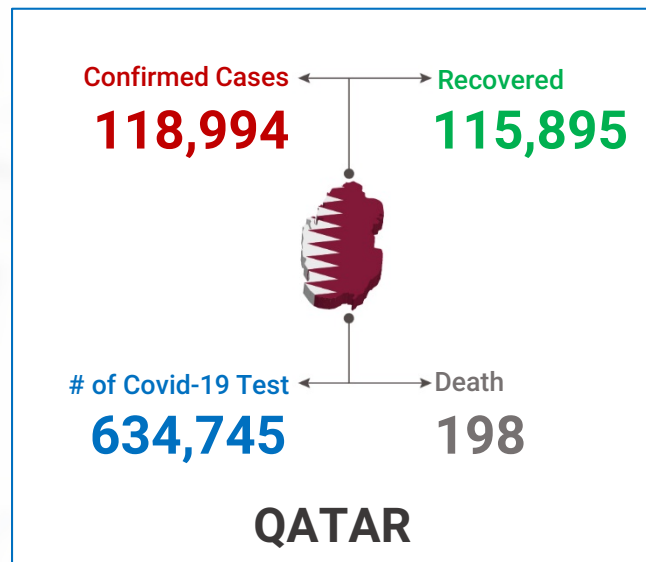 Confirmed Cases
118,994
Recovered
115,895
# of Covid-19 Test
634,745
Death
198
QATAR